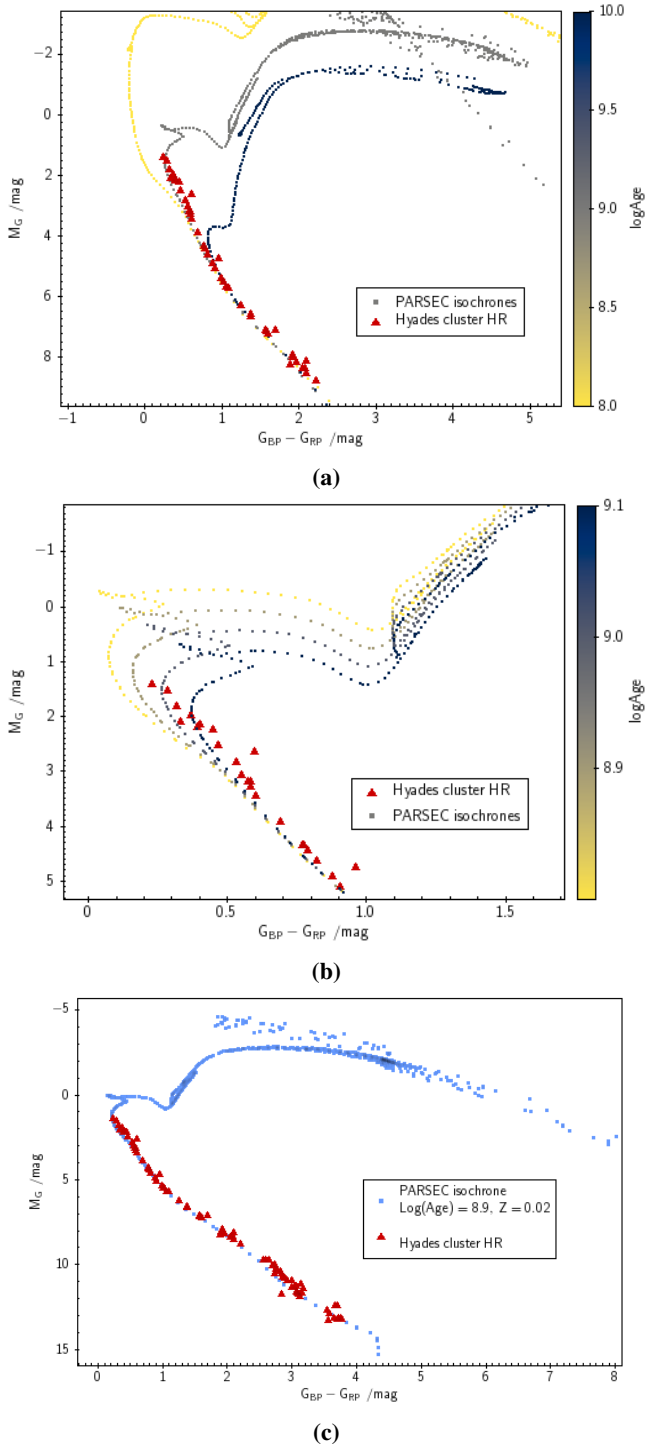 −2
0
2
4
6
8
M_G /mag
−1
0
1
2
3
4
5
G_BP − G_RP /mag
PARSEC isochrones
Hyades cluster HR
10.0
9.5
9.0
8.5
8.0
logAge
(a)
−1
0
1
2
3
4
5
M_G /mag
0
0.5
1.0
1.5
G_BP − G_RP /mag
Hyades cluster HR
PARSEC isochrones
9.1
9.0
8.9
logAge
(b)
−5
0
5
10
15
M_G /mag
0
1
2
3
4
5
6
7
8
G_BP − G_RP /mag
PARSEC isochrone
Log(Age) = 8.9, Z = 0.02
Hyades cluster HR
(c)